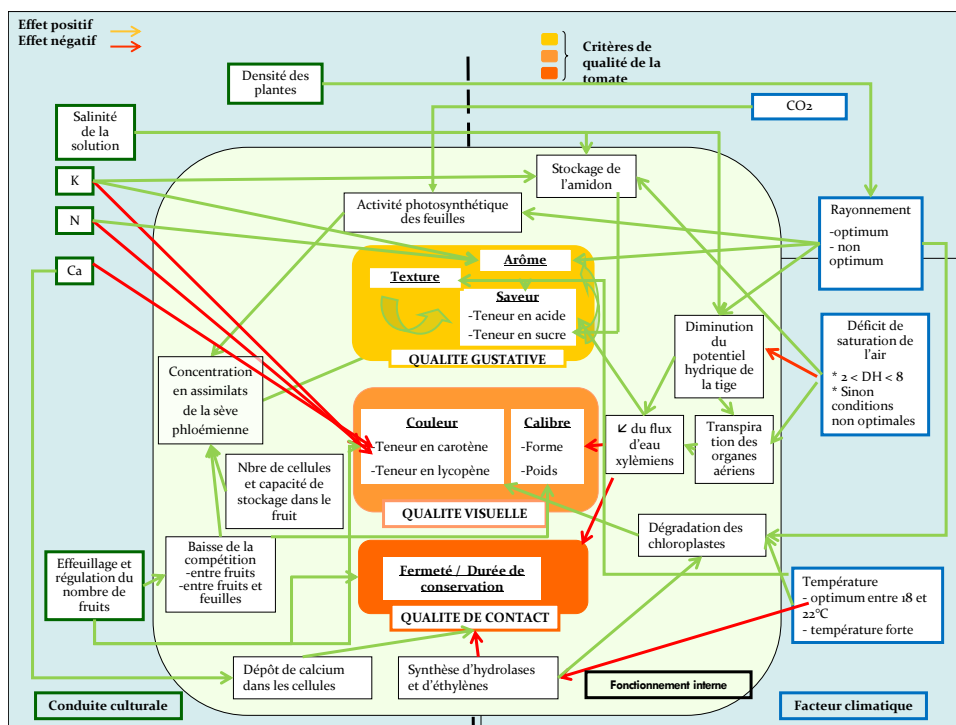 Effet positif
Effet négatif
Critères de
qualité de la
tomate
Densité des
plantes
CO2
Salinité
de la
solution
K
N
Ca
Stockage de
l'amidon
Activité photosynthétique
des feuilles
Rayonnement
-optimum
- non
optimum
Arôme
Texture
Saveur
-Teneur en acide
-Teneur en sucre
QUALITE GUSTATIVE
Diminution
du
potentiel
hydrique de
la tige
Déficit de
saturation de
l'air
* 2 < DH < 8
* Sinon
conditions
non optimales
Concentration
en assimilats
de la sève
phloémienne
Couleur
-Teneur en carotène
-Teneur en lycopène
Calibre
-Forme
-Poids
QUALITE VISUELLE
↙ du flux
d'eau
xylèmiens
Transpira
tion des
organes
aériens
Nbre de cellules
et capacité de
stockage dans le
fruit
Dégradation des
chloroplastes
Effeuillage et
régulation du
nombre de
fruits
Baisse de la
compétition
-entre fruits
-entre fruits et
feuilles
Fermeté / Durée de
conservation
QUALITE DE CONTACT
Température
- optimum entre 18 et
22°C
- température forte
Dépôt de calcium
dans les cellules
Synthèse d'hydrolases
et d'éthylènes
Fonctionnement interne
Conduite culturale
Facteur climatique